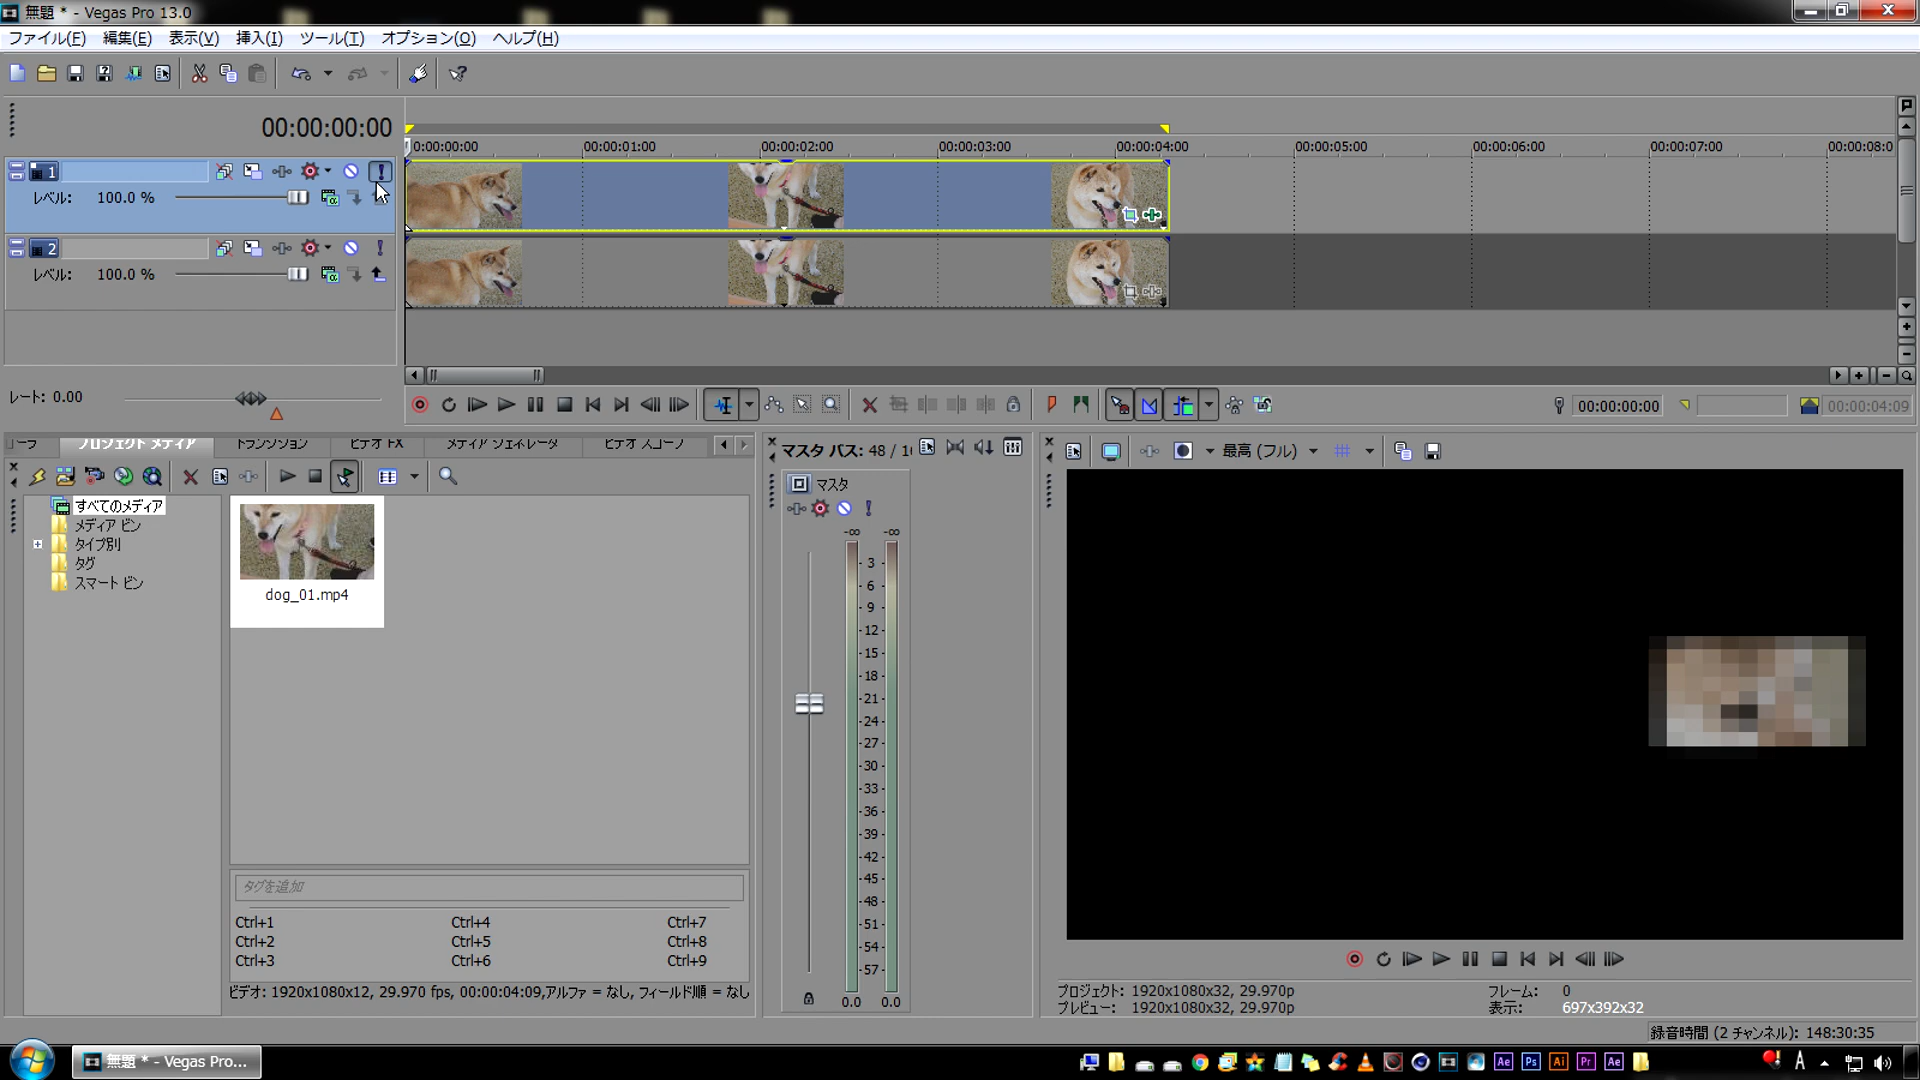 無題 * - Vegas Pro 13.0
ファイル(F) 編集(E) 表示(V) 挿入(I) ツール(T) オプション(O) ヘルプ(H)
00:00:00:00
0:00:00:00 00:00:01:00 00:00:02:00 00:00:03:00 00:00:04:00 00:00:05:00 00:00:06:00 00:00:07:00 00:00:08:0
1
レベル: 100.0 %
2
レベル: 100.0 %
レート: 0.00
00:00:00:00
00:00:04:09
ーラ プロジェクト メディア トランジション ビデオ FX メディア ジェネレータ ビデオ スコープ
すべてのメディア
メディア ビン
タイプ別
タグ
スマート ビン
dog_01.mp4
タグを追加
Ctrl+1 Ctrl+4 Ctrl+7
Ctrl+2 Ctrl+5 Ctrl+8
Ctrl+3 Ctrl+6 Ctrl+9
ビデオ: 1920x1080x12, 29.970 fps, 00:00:04:09,アルファ = なし, フィールド順 = なし
マスタ バス: 48 / 1
マスタ
-∞ -∞
3
6
9
12
15
18
21
24
27
30
33
36
39
42
45
48
51
54
57
0.0 0.0
最高 (フル)
プロジェクト: 1920x1080x32, 29.970p
プレビュー: 1920x1080x32, 29.970p
フレーム: 0
表示: 697x392x32
録音時間 (2 チャンネル): 148:30:35
無題 * - Vegas Pro...
Ae Ps Ai Pr Ae
A